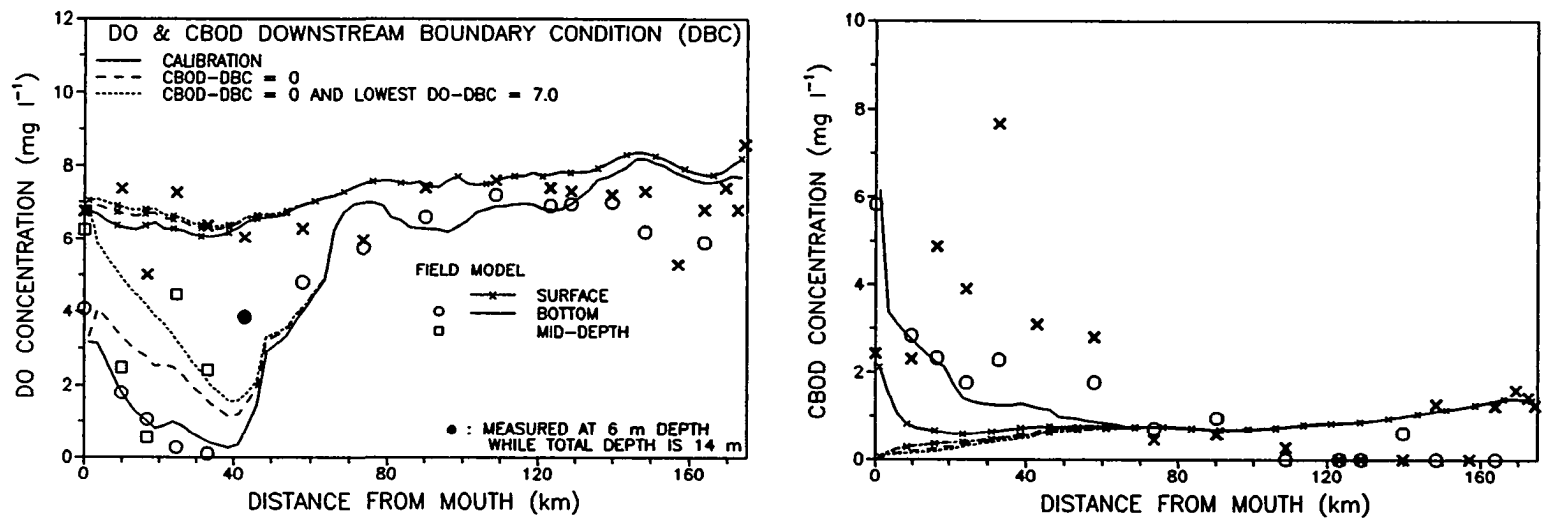 DO & CBOD DOWNSTREAM BOUNDARY CONDITION (DBC)
CALIBRATION
CBOD-DBC = 0
CBOD-DBC = 0 AND LOWEST DO-DBC = 7.0
12
10
8
6
4
2
0
DO CONCENTRATION (mg l⁻¹)
FIELD MODEL
SURFACE
BOTTOM
MID-DEPTH
● : MEASURED AT 6 m DEPTH
WHILE TOTAL DEPTH IS 14 m
0 40 80 120 160
DISTANCE FROM MOUTH (km)
10
8
6
4
2
0
CBOD CONCENTRATION (mg l⁻¹)
0 40 80 120 160
DISTANCE FROM MOUTH (km)